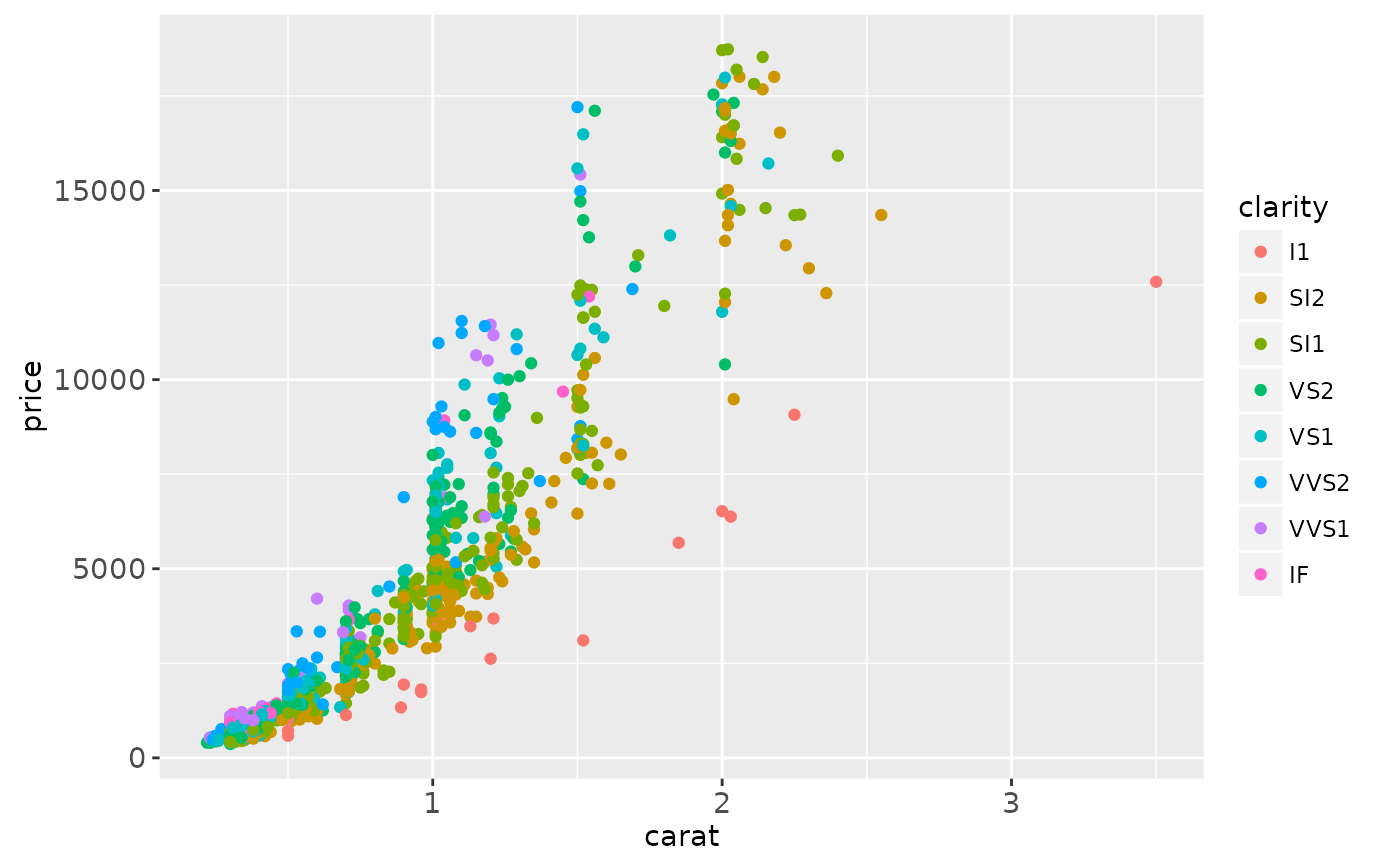 15000
10000
5000
0
price
1
2
3
carat
clarity
I1
SI2
SI1
VS2
VS1
VVS2
VVS1
IF